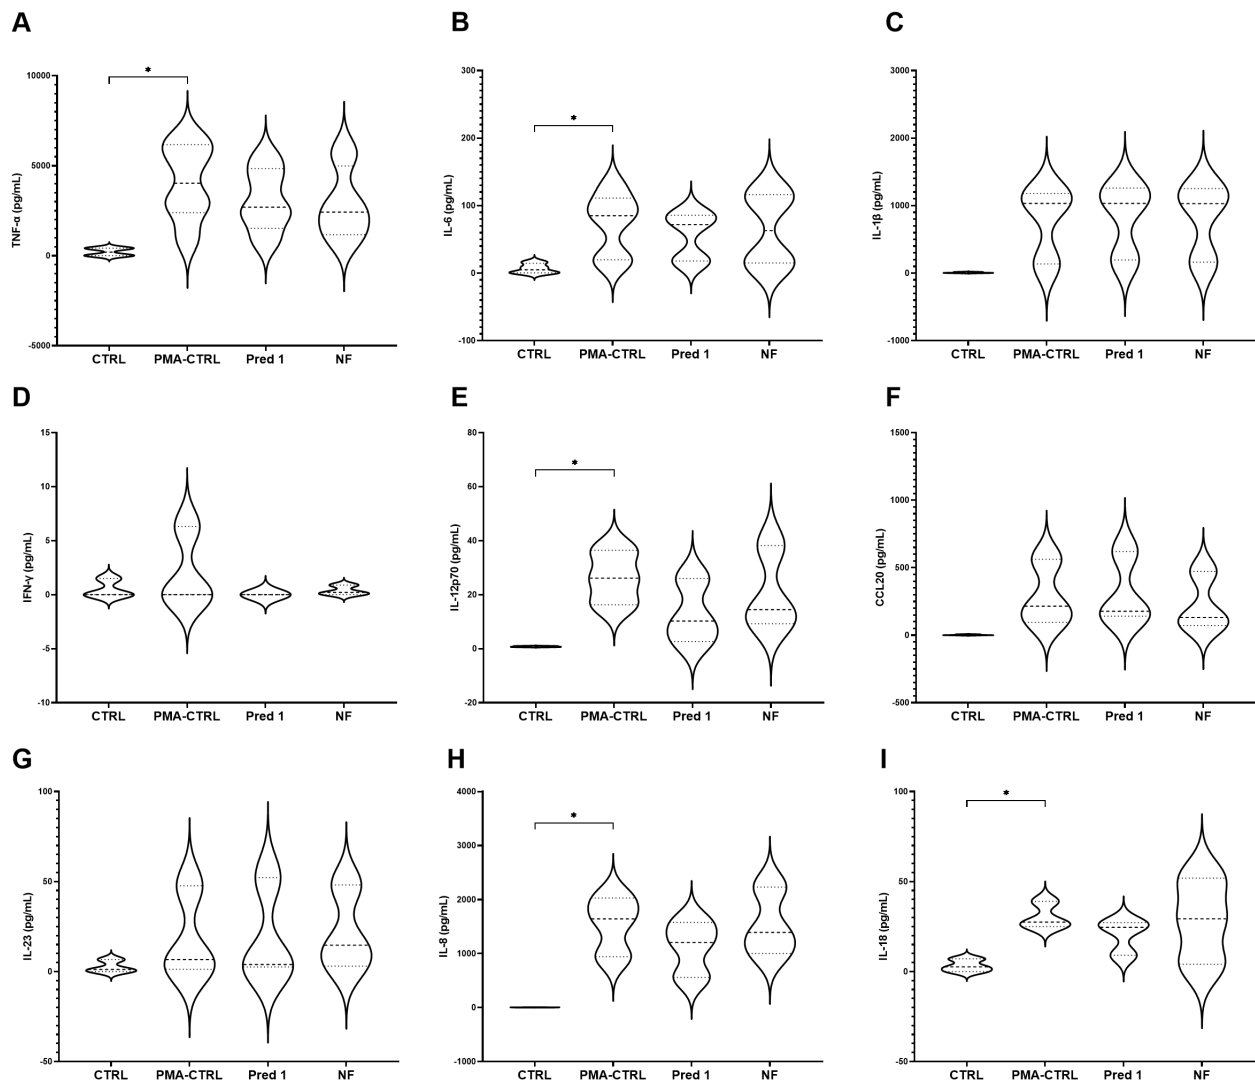 A
B
C
TNF-α (pg/mL)
10000
5000
0
-5000
*
CTRL PMA-CTRL Pred 1 NF
IL-6 (pg/mL)
300
200
100
0
-100
*
CTRL PMA-CTRL Pred 1 NF
IL-1β (pg/mL)
3000
2000
1000
0
-1000
CTRL PMA-CTRL Pred 1 NF
D
E
F
IFN-γ (pg/mL)
15
10
5
0
-5
-10
CTRL PMA-CTRL Pred 1 NF
IL-12p70 (pg/mL)
80
60
40
20
0
-20
*
CTRL PMA-CTRL Pred 1 NF
CCL20 (pg/mL)
1500
1000
500
0
-500
CTRL PMA-CTRL Pred 1 NF
G
H
I
IL-23 (pg/mL)
100
50
0
-50
CTRL PMA-CTRL Pred 1 NF
IL-8 (pg/mL)
4000
3000
2000
1000
0
-1000
*
CTRL PMA-CTRL Pred 1 NF
IL-18 (pg/mL)
100
50
0
-50
*
CTRL PMA-CTRL Pred 1 NF